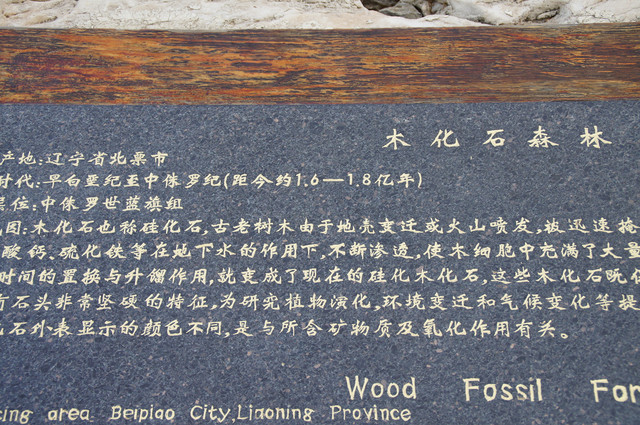 木化石森林
产地:辽宁省北票市
时代:早白垩纪至中侏罗纪(距今约1.6—1.8亿年)
层位:中侏罗世蓝旗组
因:木化石也称硅化石,古老树木由于地壳变迁或火山喷发,被迅速掩
酸钙、硫化铁等在地下水的作用下,不断渗透,使木细胞中充满了大量
时间的置换与升馏作用,就变成了现在的硅化木化石,这些木化石既
石头非常坚硬的特征,为研究植物演化,环境变迁和气候变化等提
石外表显示的颜色不同,是与所含矿物质及氧化作用有关。
Wood Fossil For
cing area Beipiao City,Liaoning Province